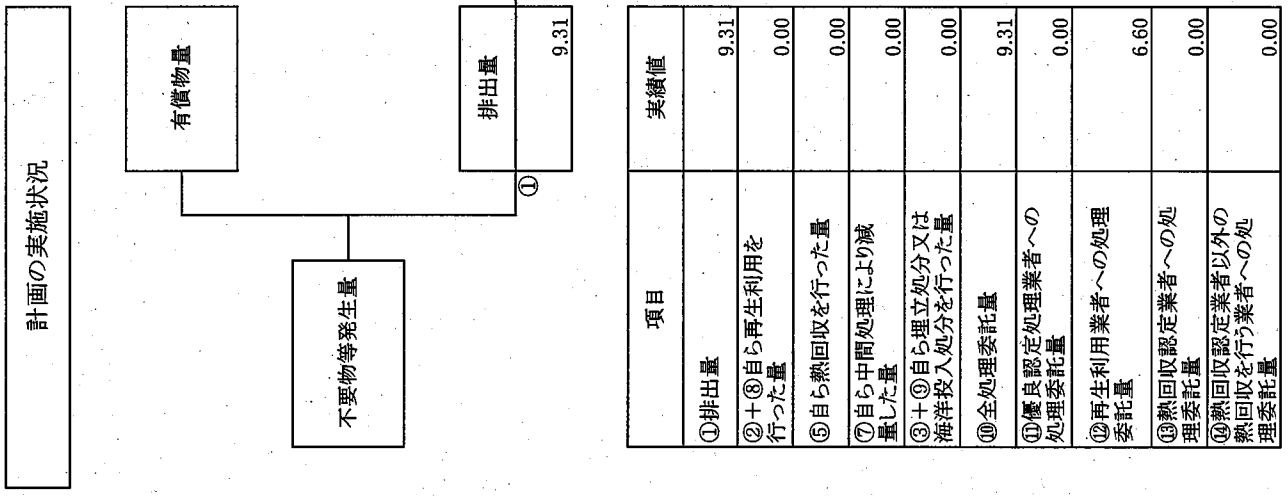 計画の実施状況
不要物等発生量
有償物量
①
排出量
9.31
項目
実績値
①排出量
9.31
②+⑧自ら再生利用を
行った量
0.00
⑤自ら熱回収を行った量
0.00
⑦自ら中間処理により減
量した量
0.00
③+⑨自ら埋立処分又は
海洋投入処分を行った量
0.00
⑩全処理委託量
9.31
⑪優良認定処理業者への
処理委託量
0.00
⑫再生利用業者への処理
委託量
6.60
⑬熱回収認定業者への処
理委託量
0.00
⑭熱回収認定業者以外の
熱回収を行う業者への処
理委託量
0.00